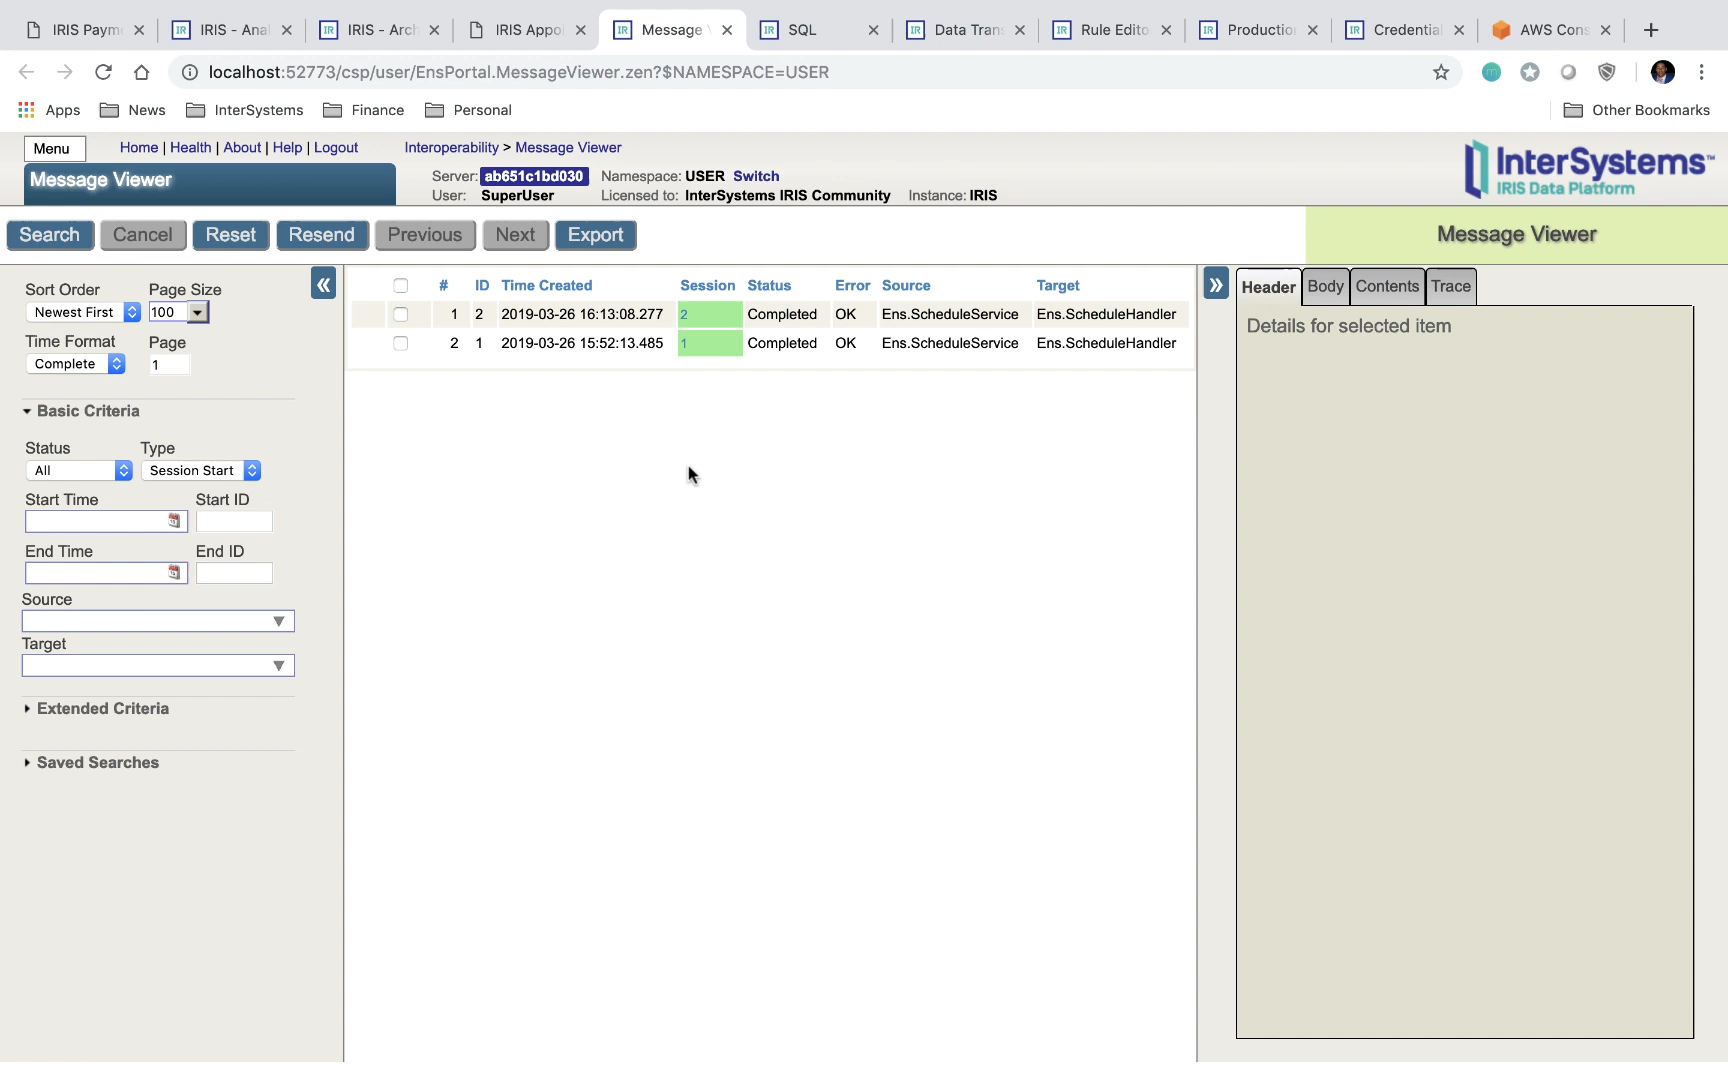 IRIS Paym
IRIS - Anal
IRIS - Arch
IRIS Appo
Message V
SQL
Data Trans
Rule Edito
Production
Credential
AWS Cons
localhost:52773/csp/user/EnsPortal.MessageViewer.zen?$NAMESPACE=USER
Apps News InterSystems Finance Personal Other Bookmarks
Menu Home | Health | About | Help | Logout Interoperability > Message Viewer
Message Viewer
Server: ab651c1bd030 Namespace: USER Switch
User: SuperUser Licensed to: InterSystems IRIS Community Instance: IRIS
InterSystems™
IRIS Data Platform
Search Cancel Reset Resend Previous Next Export Message Viewer
Sort Order Page Size
Newest First 100
Time Format Page
Complete 1
Basic Criteria
Status Type
All Session Start
Start Time Start ID
End Time End ID
Source
Target
Extended Criteria
Saved Searches
« # ID Time Created Session Status Error Source Target
1 2 2019-03-26 16:13:08.277 2 Completed OK Ens.ScheduleService Ens.ScheduleHandler
2 1 2019-03-26 15:52:13.485 1 Completed OK Ens.ScheduleService Ens.ScheduleHandler
» Header Body Contents Trace
Details for selected item